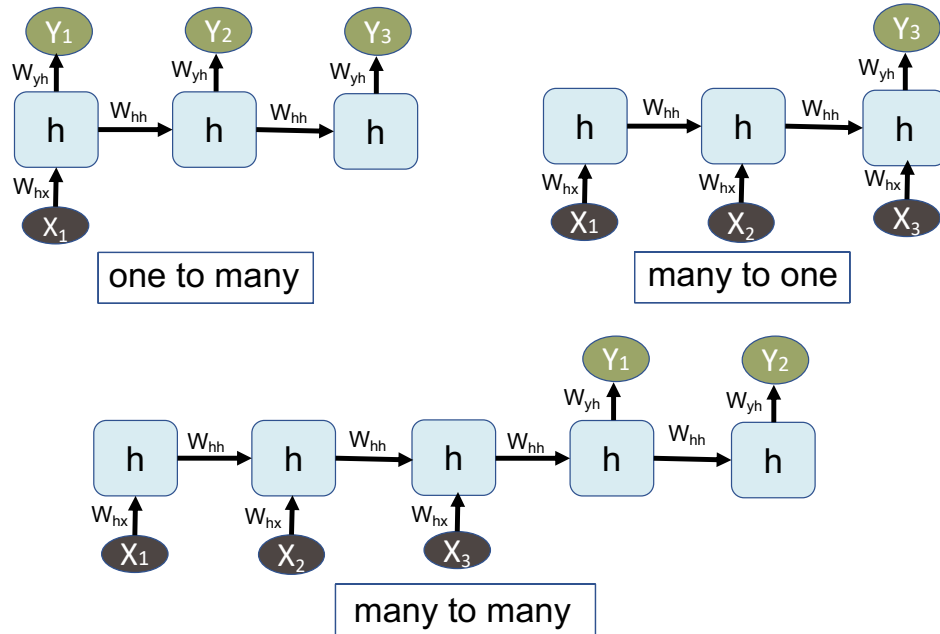 Y1 Y2 Y3
Wyh Wyh Wyh
Whh Whh
h h h
Whx
X1
one to many
Y3
Wyh
Whh Whh
h h h
Whx Whx Whx
X1 X2 X3
many to one
Y1 Y2
Wyh Wyh
Whh Whh Whh Whh
h h h h h
Whx Whx Whx
X1 X2 X3
many to many